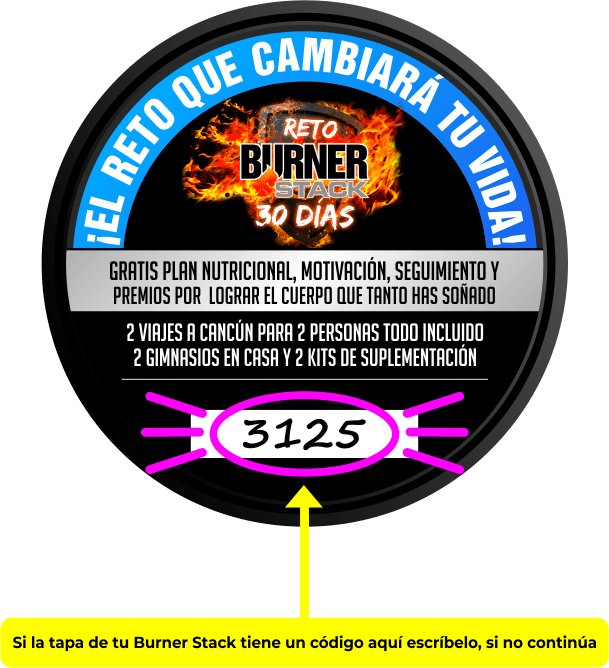 ¡EL RETO QUE CAMBIARÁ TU VIDA!
RETO
BURNER
STACK
30 DÍAS
GRATIS PLAN NUTRICIONAL, MOTIVACIÓN, SEGUIMIENTO Y
PREMIOS POR LOGRAR EL CUERPO QUE TANTO HAS SOÑADO
2 VIAJES A CANCÚN PARA 2 PERSONAS TODO INCLUIDO
2 GIMNASIOS EN CASA Y 2 KITS DE SUPLEMENTACIÓN
3125
Si la tapa de tu Burner Stack tiene un código aquí escríbelo, si no continúa